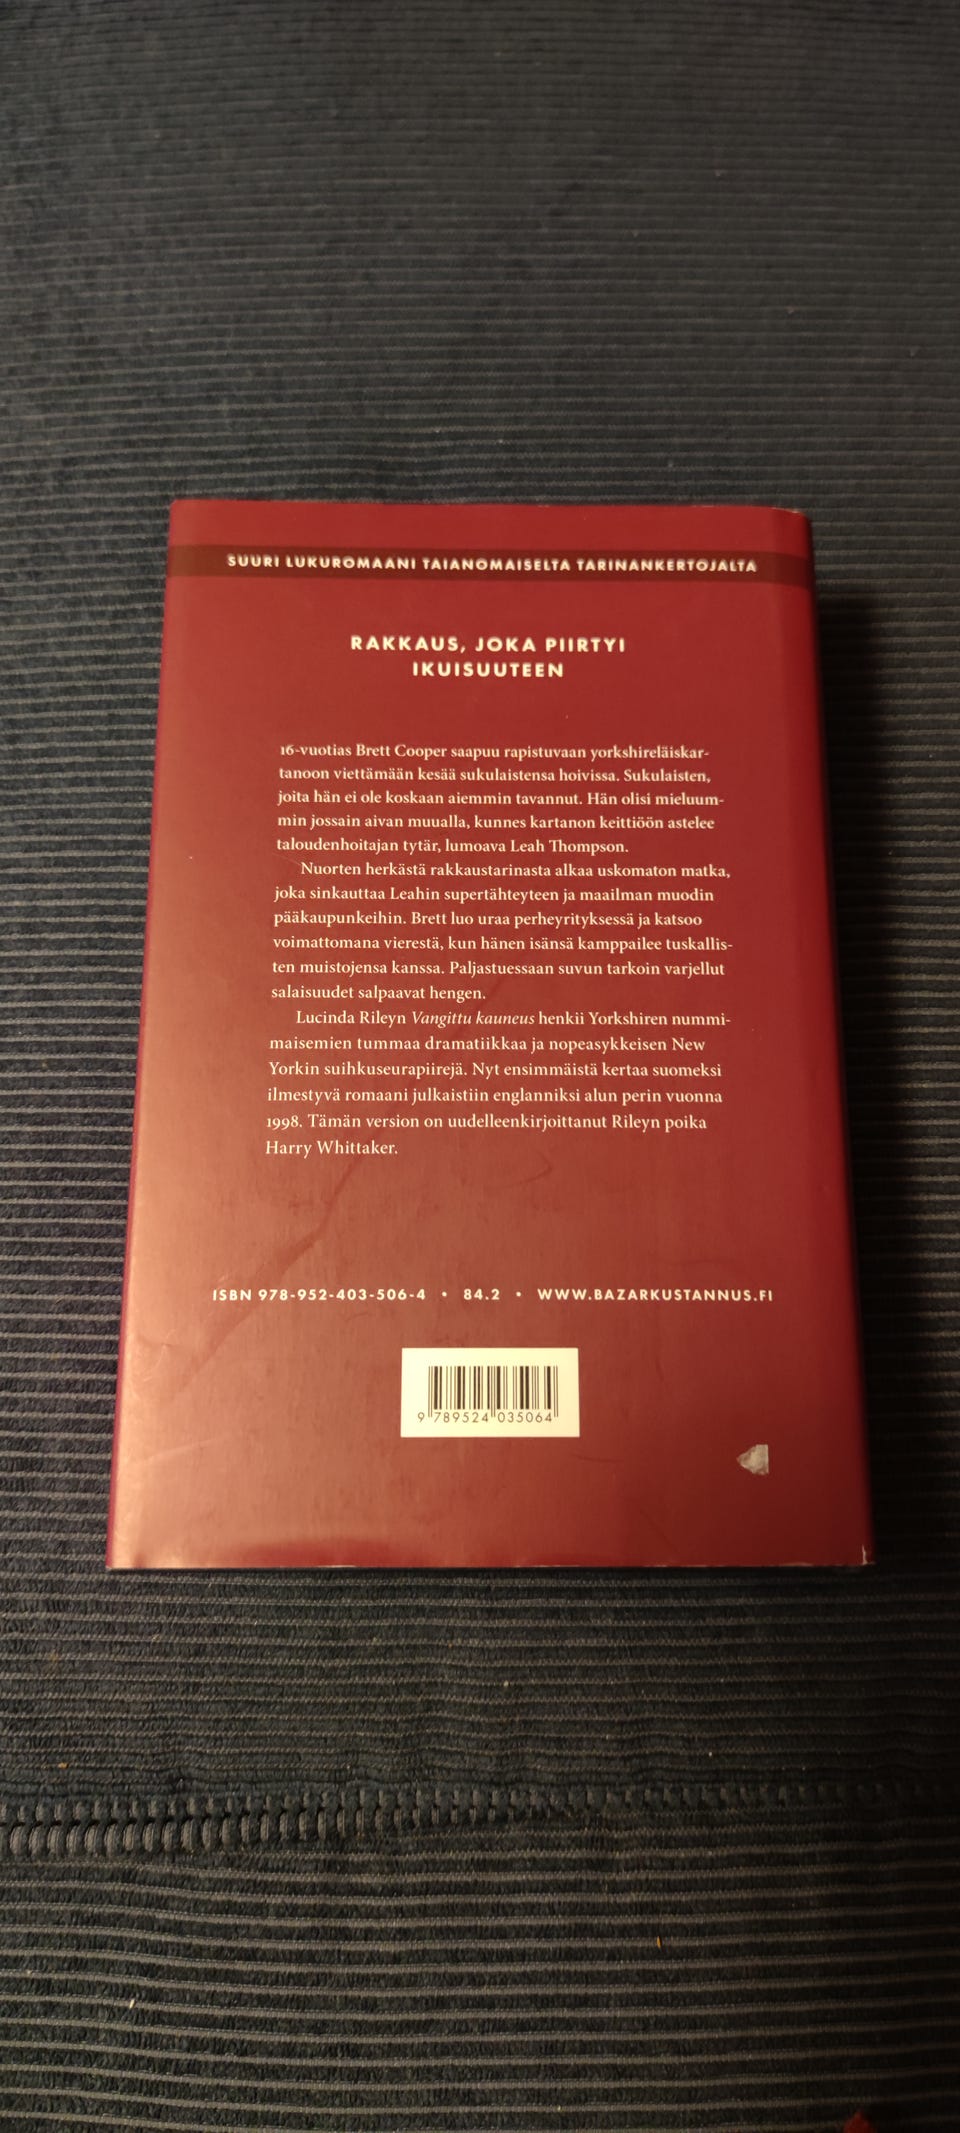 SUURI LUKUROMAANI TAIANOMAISELTA TARINANKERTOJALTA
RAKKAUS, JOKA PIIRTYI
IKUISUUTEEN
16-vuotias Brett Cooper saapuu rapistuvaan yorkshireläiskar-
tanoon viettämään kesää sukulaistensa hoivissa. Sukulaisten,
joita hän ei ole koskaan aiemmin tavannut. Hän olisi mieluum-
min jossain aivan muualla, kunnes kartanon keittiöön astelee
taloudenhoitajan tytär, lumoava Leah Thompson.
Nuorten herkästä rakkaustarinasta alkaa uskomaton matka,
joka sinkauttaa Leahin supertähteyteen ja maailman muodin
pääkaupunkeihin. Brett luo uraa perheyrityksessä ja katsoo
voimattomana vierestä, kun hänen isänsä kamppailee tuskallis-
ten muistojensa kanssa. Paljastuessaan suvun tarkoin varjellut
salaisuudet salpaavat hengen.
Lucinda Rileyn Vangittu kauneus henkii Yorkshiren nummi-
maisemien tummaa dramatiikkaa ja nopeasykkeisen New
Yorkin suihkuseurapiirejä. Nyt ensimmäistä kertaa suomeksi
ilmestyvä romaani julkaistiin englanniksi alun perin vuonna
1998. Tämän version on uudelleenkirjoittanut Rileyn poika
Harry Whittaker.
ISBN 978-952-403-506-4 • 84.2 • WWW.BAZARKUSTANNUS.FI
9 789524 035064